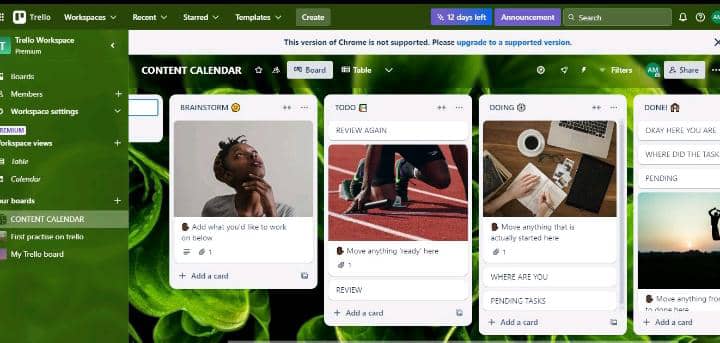 Trello
Workspaces
Recent
Starred
Templates
Create
12 days left
Announcement
Search
AM
T
Trello Workspace
Premium
This version of Chrome is not supported. Please upgrade to a supported version.
Boards
Members
Workspace settings
PREMIUM
Workspace views
Table
Calendar
our boards
CONTENT CALENDAR
First practise on trello
My Trello board
CONTENT CALENDAR
Board
Table
Filters
AM
Share
BRAINSTORM
Add what you'd like to work
on below
1
Add a card
TODO
REVIEW AGAIN
Move anything 'ready' here
1
REVIEW
Add a card
DOING
Move anything that is
actually started here
1
WHERE ARE YOU
PENDING TASKS
Add a card
DONE!
OKAY HERE YOU ARE
WHERE DID THE TASK
PENDING
Move anything from
to done here
Add a card